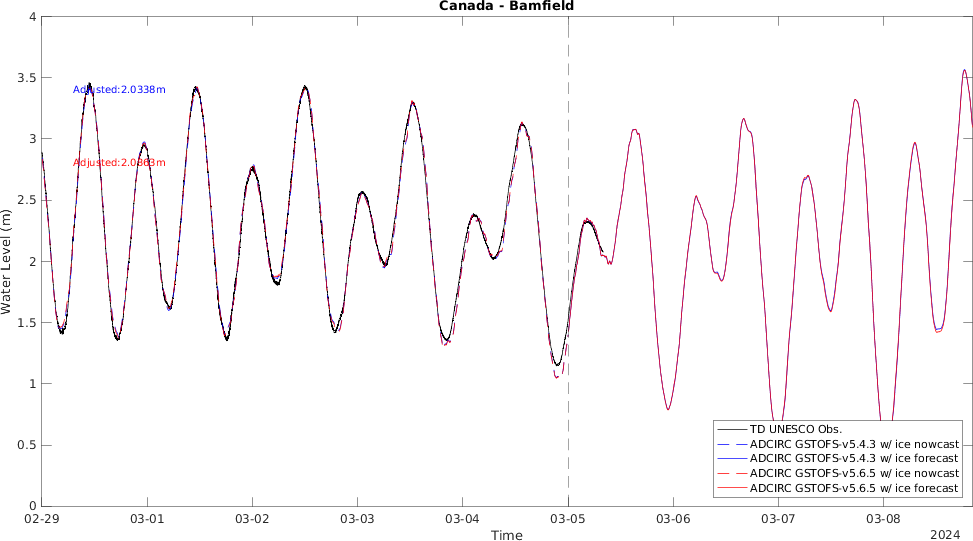 Canada - Bamfield
4
3.5
3
2.5
2
1.5
1
0.5
0
Water Level (m)
Adjusted:2.0338m
Adjusted:2.0863m
TD UNESCO Obs.
ADCIRC GSTOFS-v5.4.3 w/ ice nowcast
ADCIRC GSTOFS-v5.4.3 w/ ice forecast
ADCIRC GSTOFS-v5.6.5 w/ ice nowcast
ADCIRC GSTOFS-v5.6.5 w/ ice forecast
02-29 03-01 03-02 03-03 03-04 03-05 03-06 03-07 03-08
Time
2024